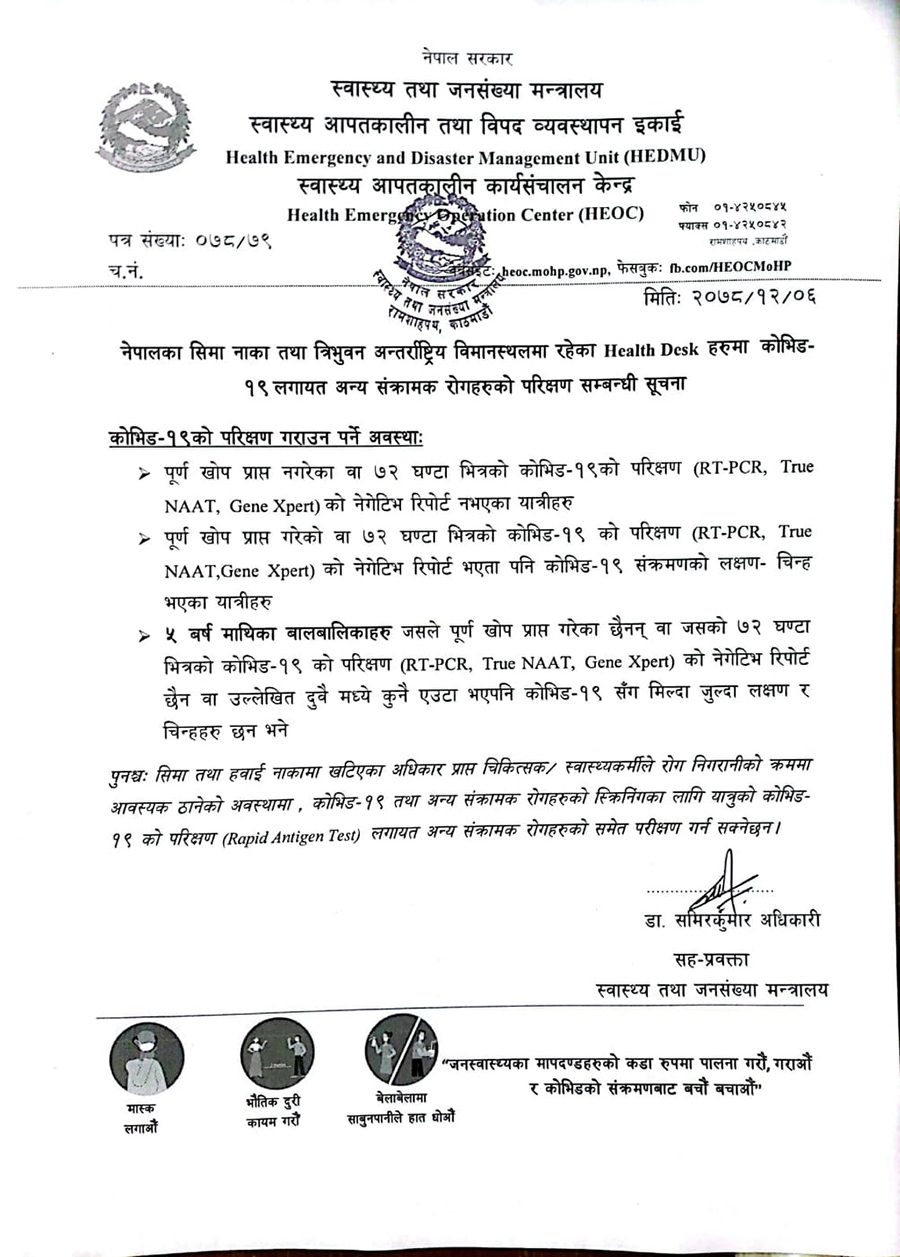 नेपाल सरकार
स्वास्थ्य तथा जनसंख्या मन्त्रालय
स्वास्थ्य आपतकालीन तथा विपद व्यवस्थापन इकाई
Health Emergency and Disaster Management Unit (HEDMU)
स्वास्थ्य आपतकालीन कार्यसंचालन केन्द्र
Health Emergency Operation Center (HEOC)
फोन ०१-४२५०८४५
फ्याक्स ०१-४२५०८४२
रामशाहपथ ,काठमाडौं
पत्र संख्याः ०७८/७९
च.नं.
वेबसाइटः heoc.mohp.gov.np, फेसबुकः fb.com/HEOCMoHP
नेपाल सरकार
स्वास्थ्य तथा जनसंख्या मन्त्रालय
रामशाहपथ, काठमाडौं
मितिः २०७८/१२/०६
नेपालका सिमा नाका तथा त्रिभुवन अन्तर्राष्ट्रिय विमानस्थलमा रहेका Health Desk हरुमा कोभिड-
१९ लगायत अन्य संक्रामक रोगहरुको परिक्षण सम्बन्धी सूचना
कोभिड-१९को परिक्षण गराउन पर्ने अवस्थाः
➢ पूर्ण खोप प्राप्त नगरेका वा ७२ घण्टा भित्रको कोभिड-१९को परिक्षण (RT-PCR, True
NAAT, Gene Xpert) को नेगेटिभ रिपोर्ट नभएका यात्रीहरु
➢ पूर्ण खोप प्राप्त गरेको वा ७२ घण्टा भित्रको कोभिड-१९ को परिक्षण (RT-PCR, True
NAAT,Gene Xpert) को नेगेटिभ रिपोर्ट भएता पनि कोभिड-१९ संक्रमणको लक्षण- चिन्ह
भएका यात्रीहरु
➢ ५ बर्ष माथिका बालबालिकाहरु जसले पूर्ण खोप प्राप्त गरेका छैनन् वा जसको ७२ घण्टा
भित्रको कोभिड-१९ को परिक्षण (RT-PCR, True NAAT, Gene Xpert) को नेगेटिभ रिपोर्ट
छैन वा उल्लेखित दुवै मध्ये कुनै एउटा भएपनि कोभिड-१९ सँग मिल्दा जुल्दा लक्षण र
चिन्हहरु छन भने
पुनश्चः सिमा तथा हवाई नाकामा खटिएका अधिकार प्राप्त चिकित्सक/ स्वास्थ्यकर्मीले रोग निगरानीको क्रममा
आवस्यक ठानेको अवस्थामा , कोभिड-१९ तथा अन्य संक्रामक रोगहरुको स्क्रिनिंगका लागि यात्रुको कोभिड-
१९ को परिक्षण (Rapid Antigen Test) लगायत अन्य संक्रामक रोगहरुको समेत परीक्षण गर्न सक्नेछन।
डा. समिरकुमार अधिकारी
सह-प्रवक्ता
स्वास्थ्य तथा जनसंख्या मन्त्रालय
मास्क
लगाऔं
भौतिक दुरी
कायम गरौं
बेलाबेलामा
साबुनपानीले हात धोऔं
“जनस्वास्थ्यका मापदण्डहरुको कडा रुपमा पालना गरौं, गराऔं
र कोभिडको संक्रमणबाट बचौं बचाऔं”